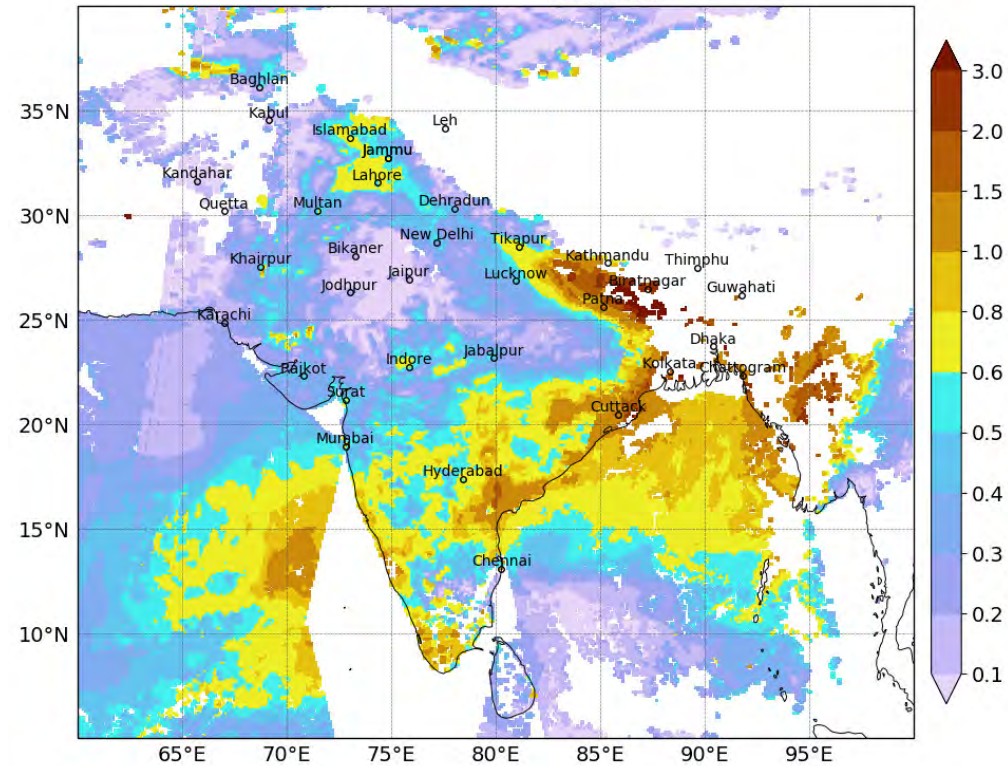 3.0
2.0
1.5
1.0
0.8
0.6
0.5
0.4
0.3
0.2
0.1
35°N
30°N
25°N
20°N
15°N
10°N
65°E
70°E
75°E
80°E
85°E
90°E
95°E
Baghlan
Kabul
Islamabad
Leh
Jammu
Kandahar
Lahore
Quetta
Multan
Dehradun
New Delhi
Tikapur
Khairpur
Bikaner
Kathmandu
Thimphu
Jaipur
Lucknow
Biratnagar
Guwahati
Jodhpur
Patna
Karachi
Dhaka
Indore
Jabalpur
Kolkata
Chattogram
Rajkot
Surat
Cuttack
Mumbai
Hyderabad
Chennai